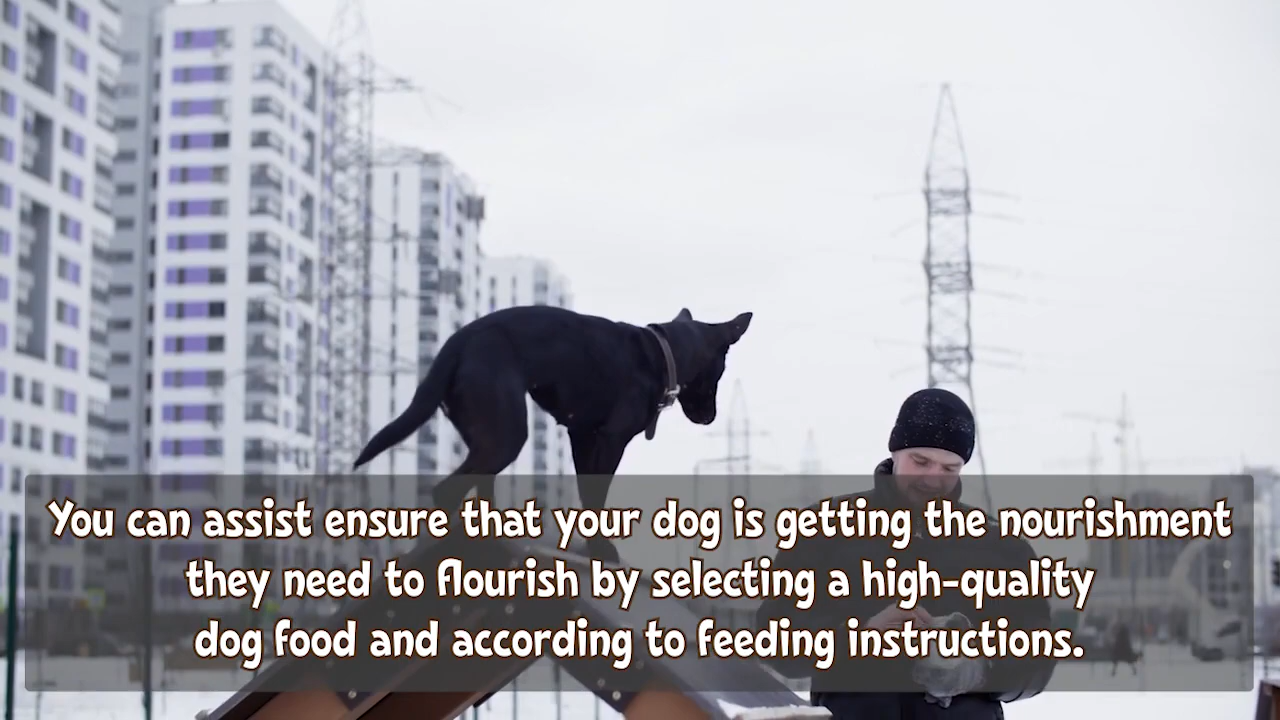 You can assist ensure that your dog is getting the nourishment
they need to flourish by selecting a high-quality
dog food and according to feeding instructions.